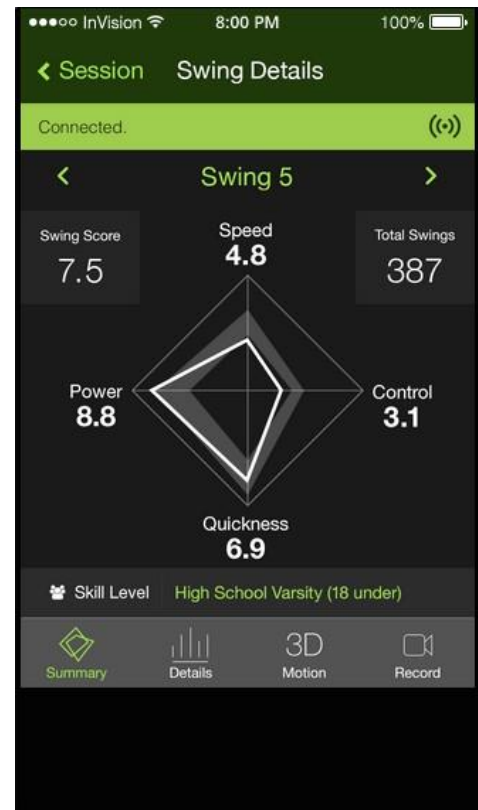 InVision 8:00 PM 100%
Session Swing Details
Connected.
Swing 5
Swing Score
7.5
Speed
4.8
Total Swings
387
Power
8.8
Control
3.1
Quickness
6.9
Skill Level High School Varsity (18 under)
3D
Summary Details Motion Record